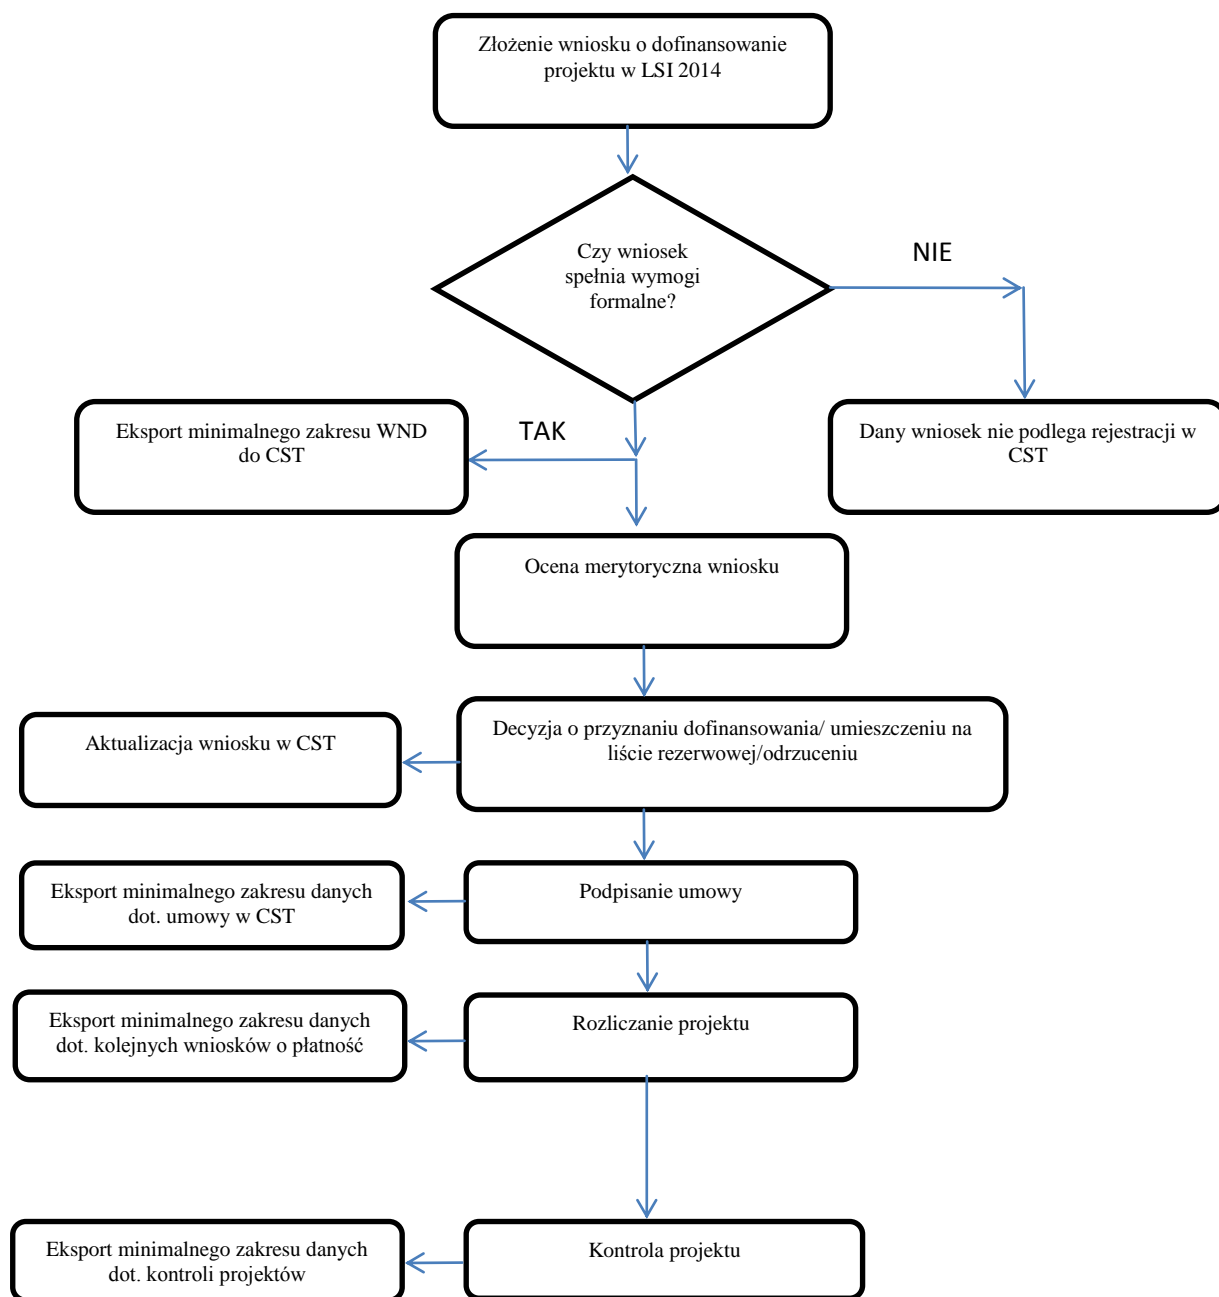 Złożenie wniosku o dofinansowanie
projektu w LSI 2014
Czy wniosek
spełnia wymogi
formalne?
NIE
TAK
Eksport minimalnego zakresu WND
do CST
Dany wniosek nie podlega rejestracji w
CST
Ocena merytoryczna wniosku
Decyzja o przyznaniu dofinansowania/ umieszczeniu na
liście rezerwowej/odrzuceniu
Aktualizacja wniosku w CST
Podpisanie umowy
Eksport minimalnego zakresu danych
dot. umowy w CST
Rozliczanie projektu
Eksport minimalnego zakresu danych
dot. kolejnych wniosków o płatność
Kontrola projektu
Eksport minimalnego zakresu danych
dot. kontroli projektów